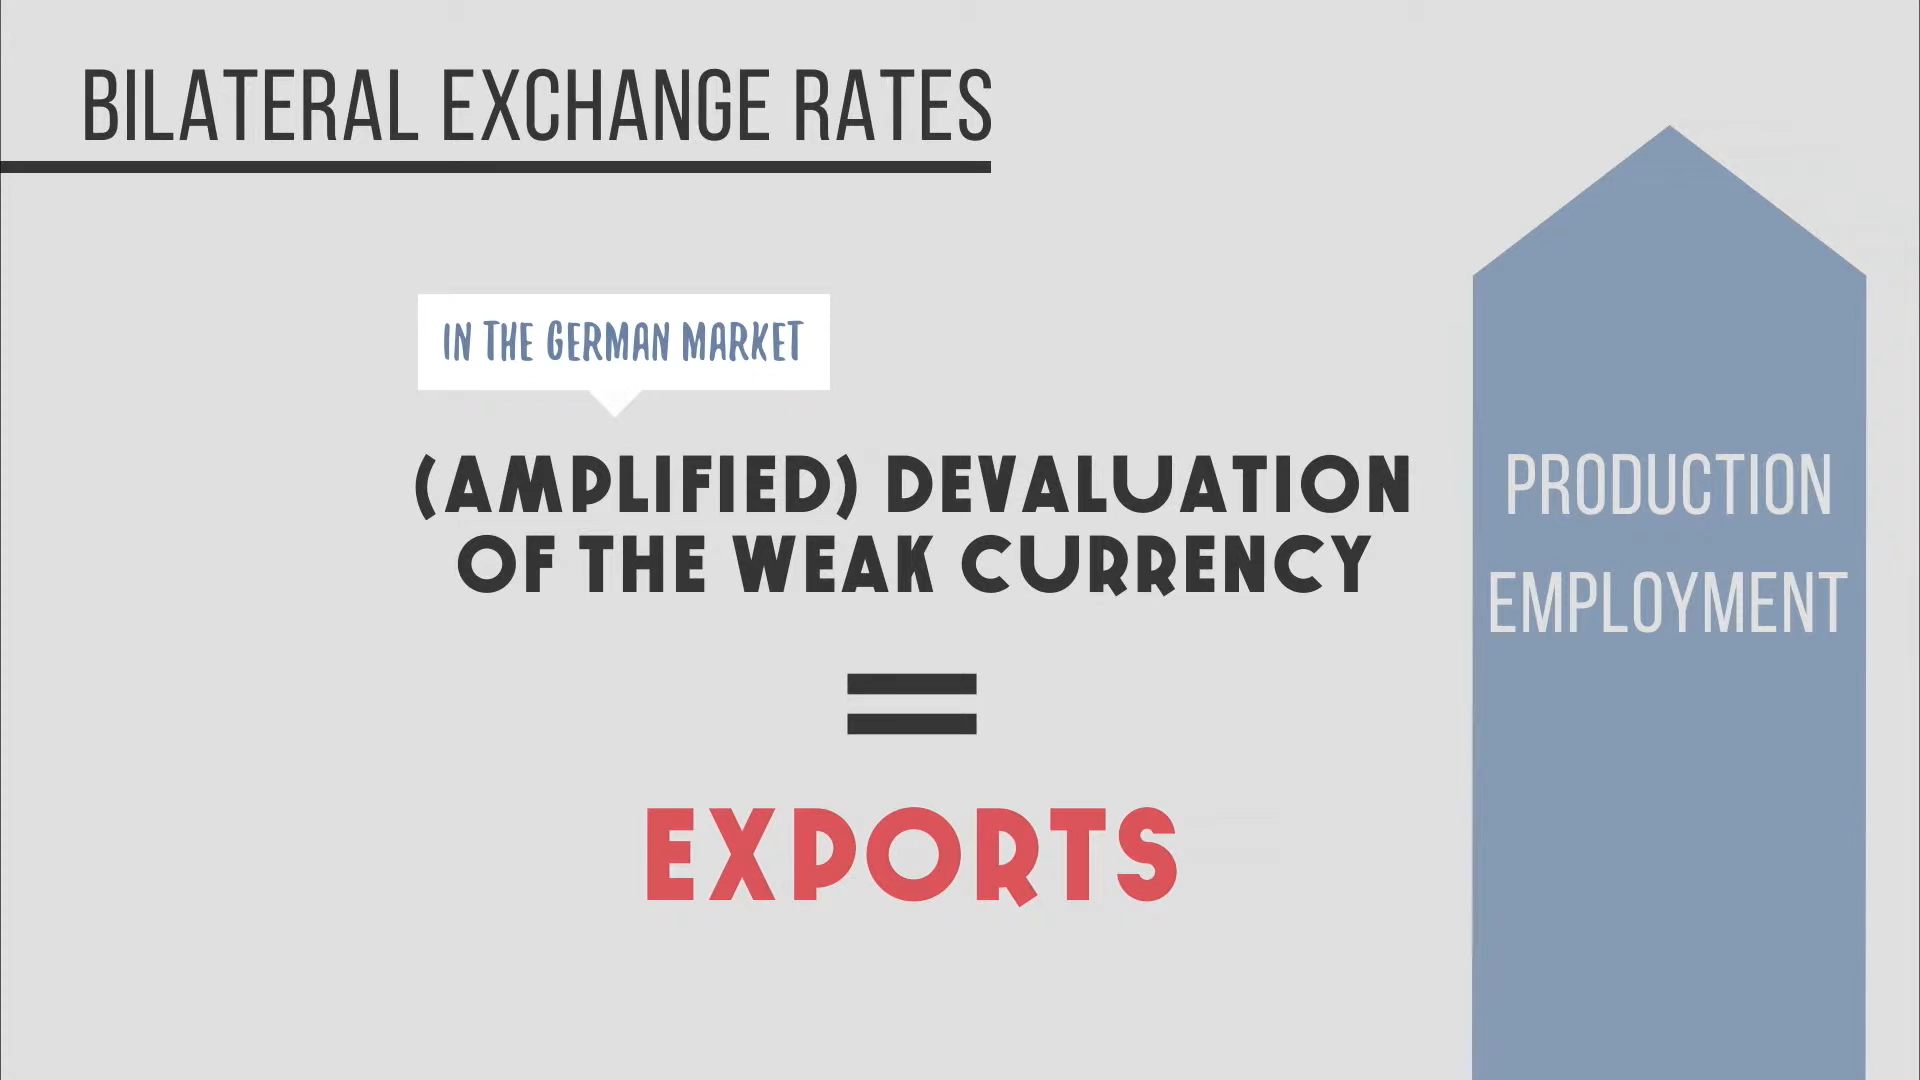 BILATERAL EXCHANGE RATES
IN THE GERMAN MARKET
(AMPLIFIED) DEVALUATION
OF THE WEAK CURRENCY
=
EXPORTS
PRODUCTION
EMPLOYMENT